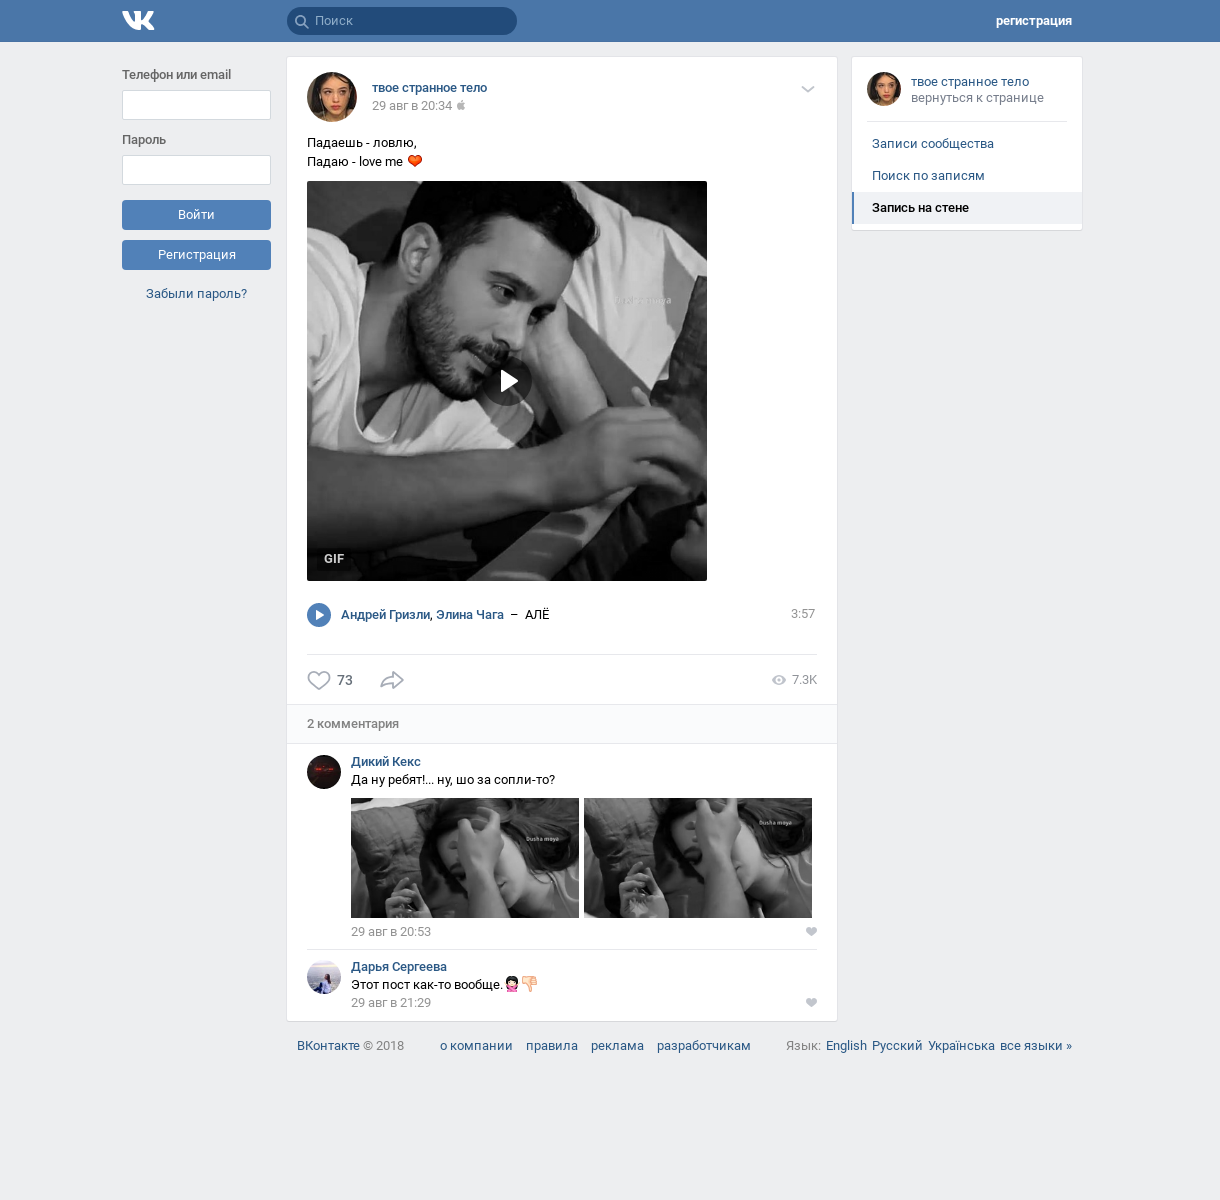 Поиск
регистрация
Телефон или email
Пароль
Войти
Регистрация
Забыли пароль?
твое странное тело
29 авг в 20:34
Падаешь - ловлю,
Падаю - love me
GIF
Андрей Гризли, Элина Чага – АЛЁ
3:57
73
7.3K
2 комментария
Дикий Кекс
Да ну ребят!... ну, шо за сопли-то?
Dusha moya
Dusha moya
29 авг в 20:53
Дарья Сергеева
Этот пост как-то вообще.
29 авг в 21:29
твое странное тело
вернуться к странице
Записи сообщества
Поиск по записям
Запись на стене
ВКонтакте © 2018
о компании
правила
реклама
разработчикам
Язык: English Русский Українська все языки »